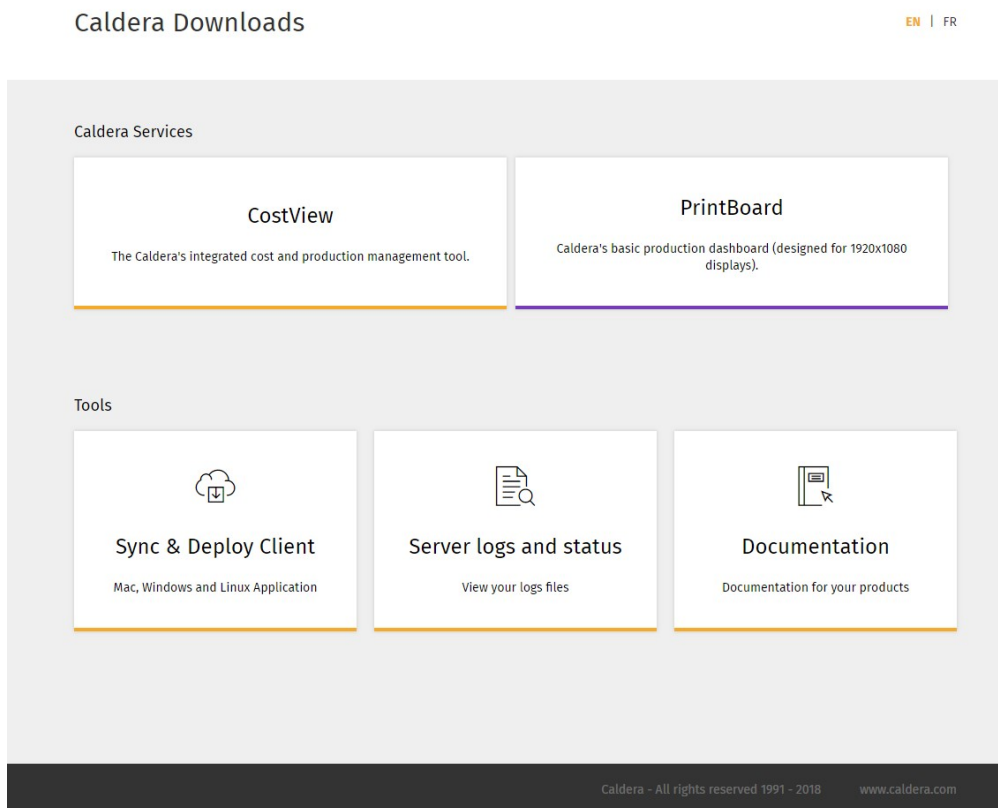 Caldera Downloads
EN | FR
Caldera Services
CostView
The Caldera's integrated cost and production management tool.
PrintBoard
Caldera's basic production dashboard (designed for 1920x1080
displays).
Tools
Sync & Deploy Client
Mac, Windows and Linux Application
Server logs and status
View your logs files
Documentation
Documentation for your products
Caldera - All rights reserved 1991 - 2018
www.caldera.com